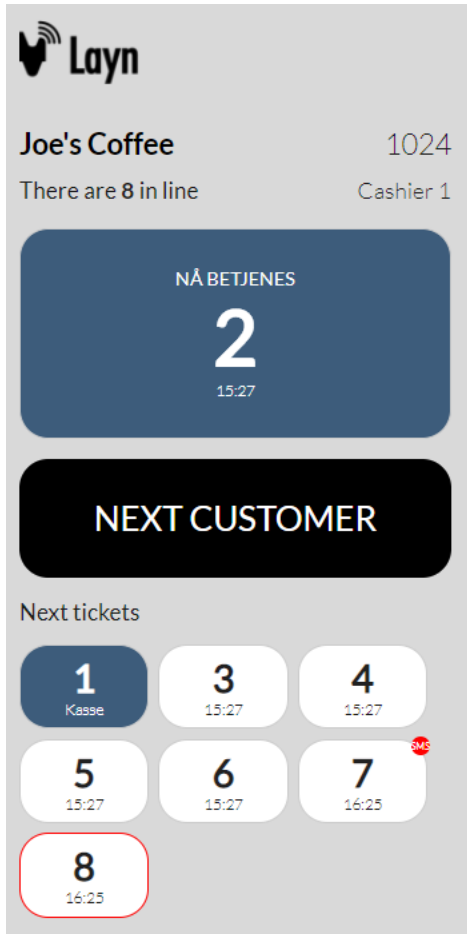 Layn
Joe's Coffee 1024
There are 8 in line Cashier 1
NÅ BETJENES
2
15:27
NEXT CUSTOMER
Next tickets
1 3 4
Kasse 15:27 15:27
SMS
5 6 7
15:27 15:27 16:25
8
16:25